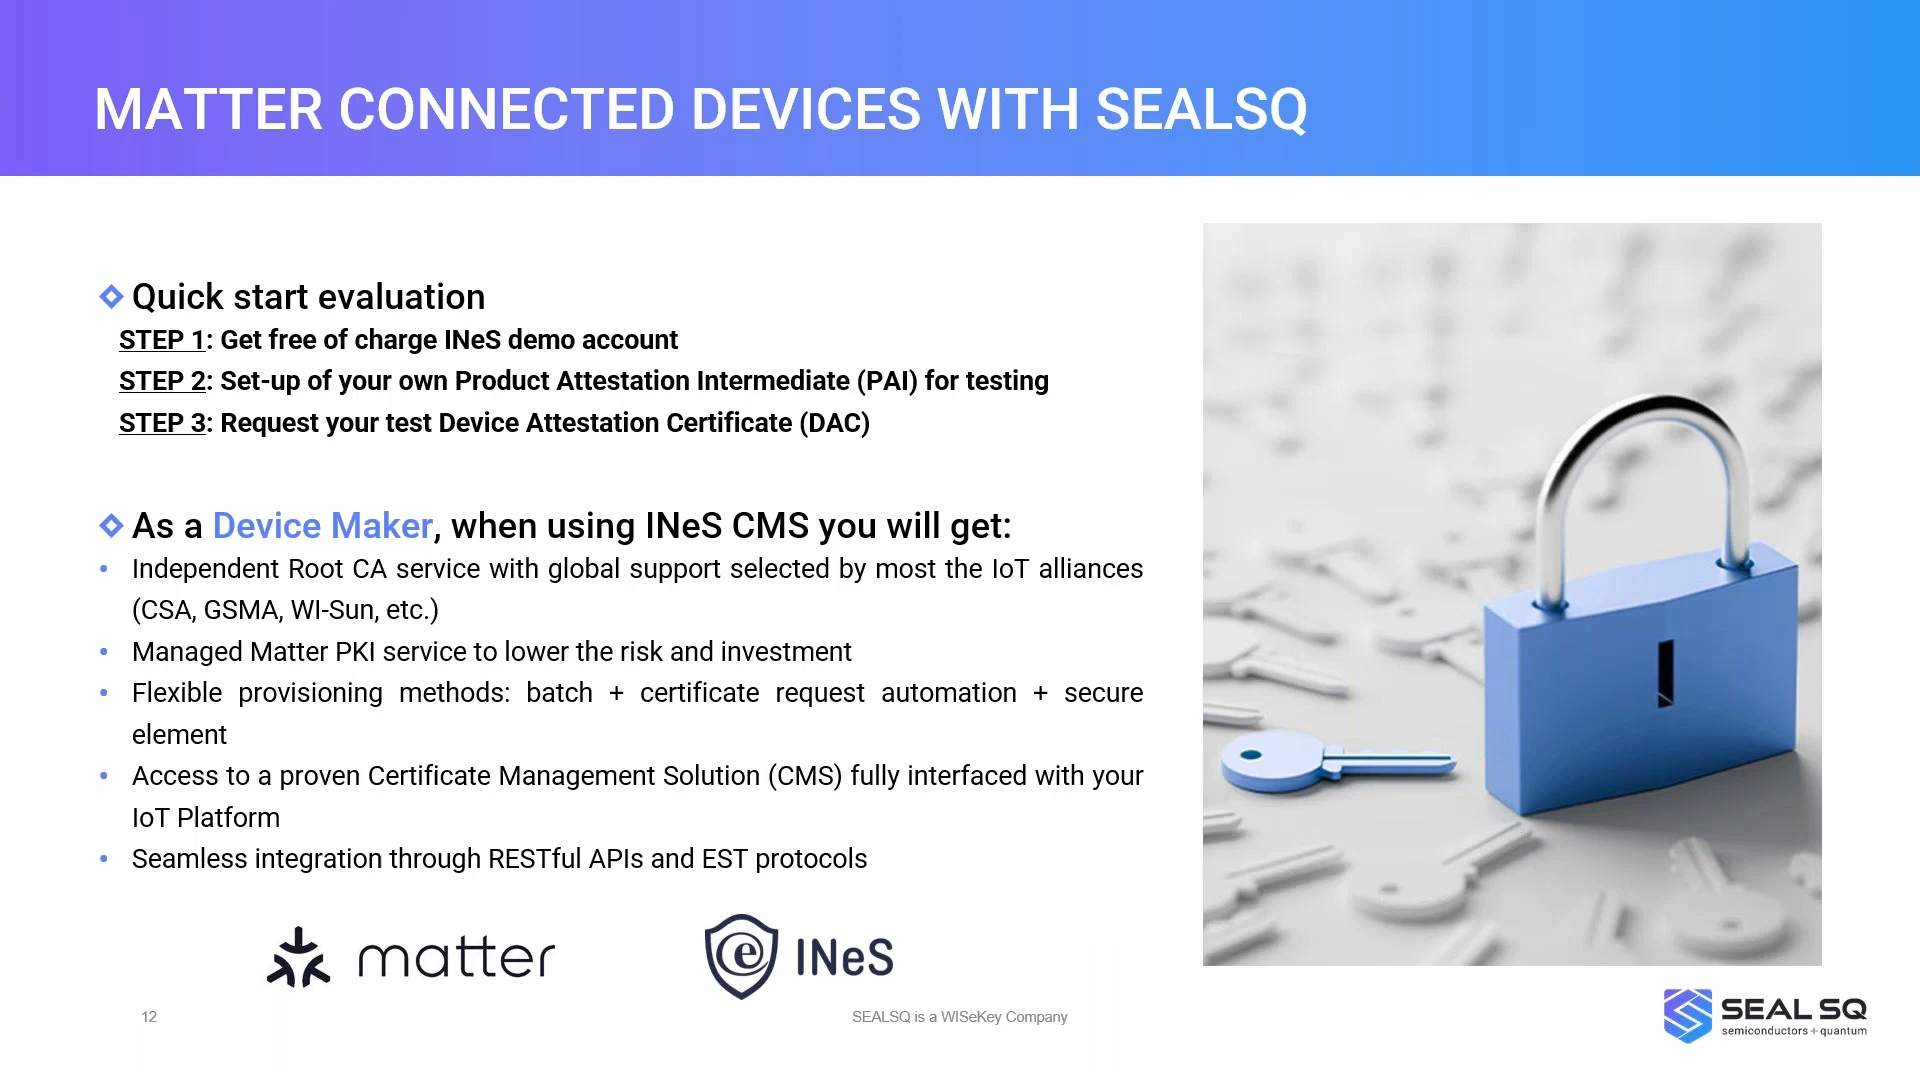 MATTER CONNECTED DEVICES WITH SEALSQ
Quick start evaluation
STEP 1: Get free of charge INeS demo account
STEP 2: Set-up of your own Product Attestation Intermediate (PAI) for testing
STEP 3: Request your test Device Attestation Certificate (DAC)
As a Device Maker, when using INeS CMS you will get:
• Independent Root CA service with global support selected by most the IoT alliances
(CSA, GSMA, WI-Sun, etc.)
• Managed Matter PKI service to lower the risk and investment
• Flexible provisioning methods: batch + certificate request automation + secure
element
• Access to a proven Certificate Management Solution (CMS) fully interfaced with your
IoT Platform
• Seamless integration through RESTful APIs and EST protocols
matter
e INeS
12
SEALSQ is a WISeKey Company
SEAL SQ
semiconductors + quantum